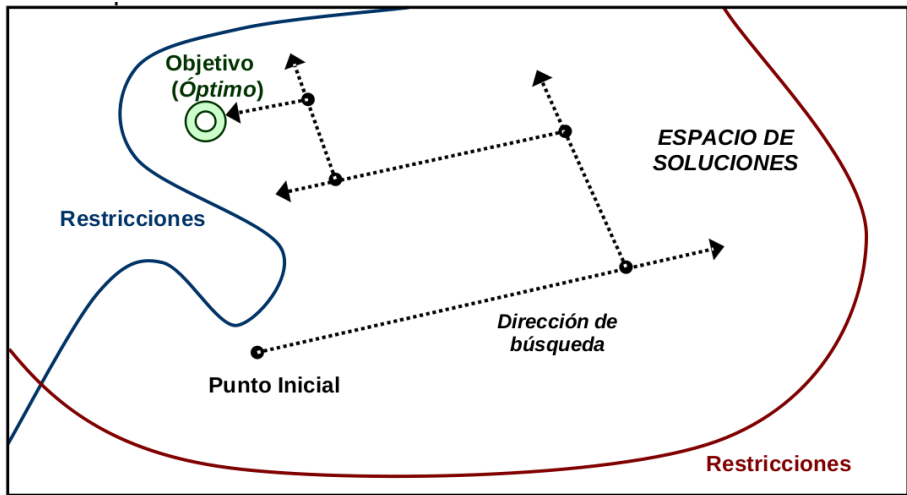 Objetivo
(Óptimo)
ESPACIO DE
SOLUCIONES
Restricciones
Dirección de
búsqueda
Punto Inicial
Restricciones